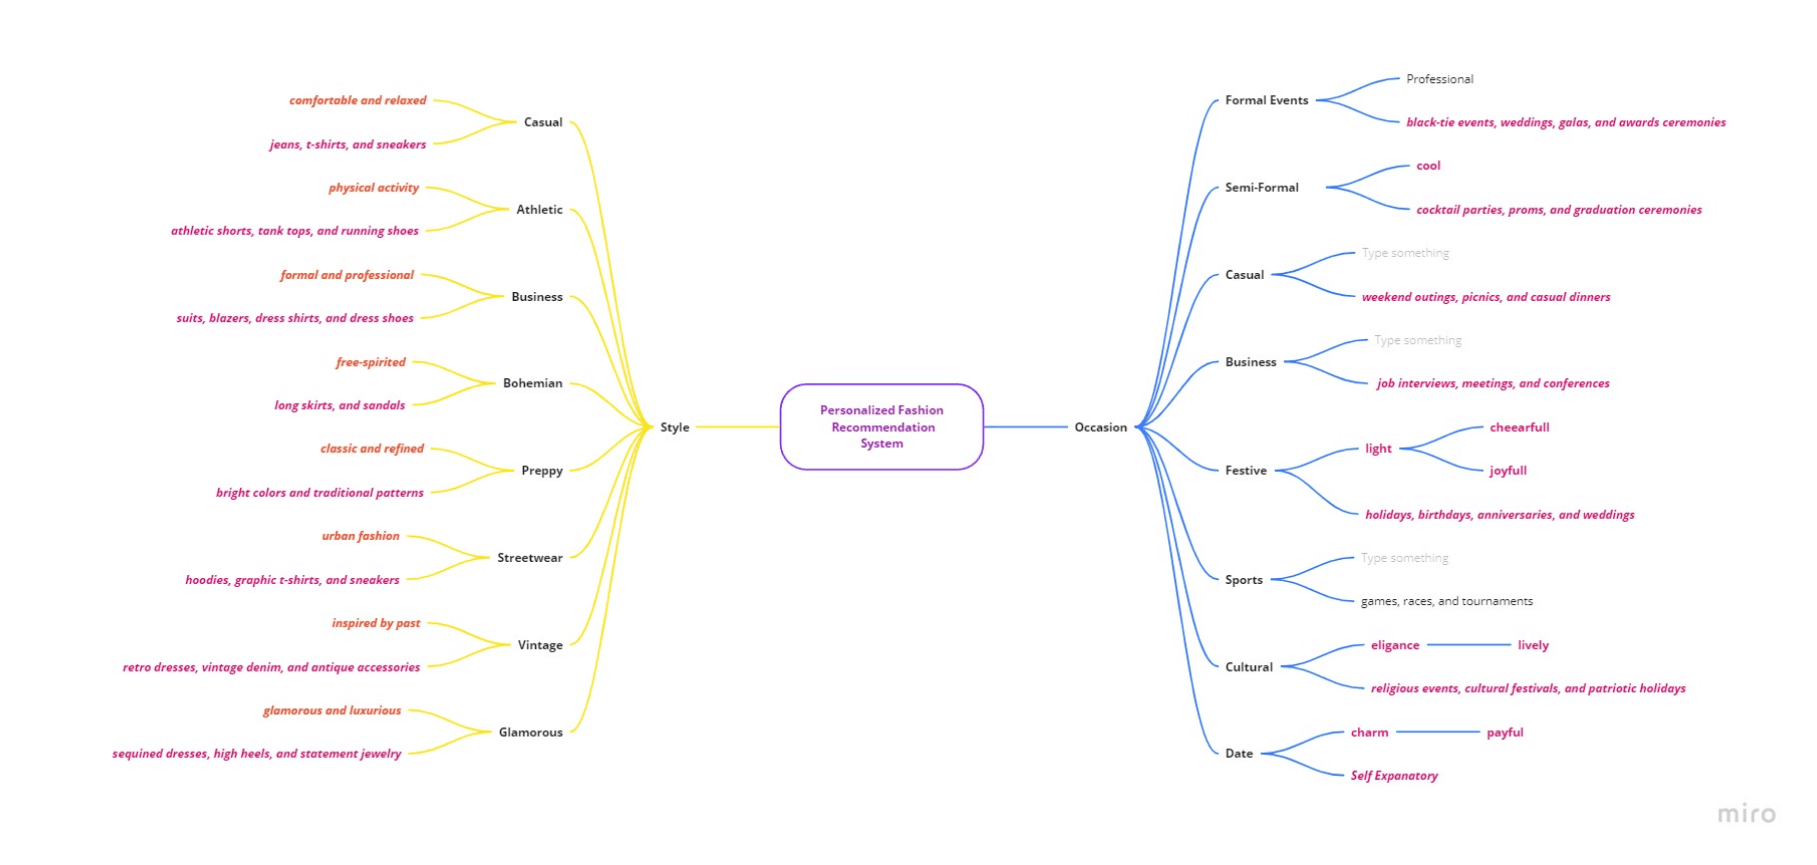 comfortable and relaxed
Casual
jeans, t-shirts, and sneakers
physical activity
Athletic
athletic shorts, tank tops, and running shoes
formal and professional
Business
suits, blazers, dress shirts, and dress shoes
free-spirited
Bohemian
long skirts, and sandals
Style
classic and refined
Preppy
bright colors and traditional patterns
urban fashion
Streetwear
hoodies, graphic t-shirts, and sneakers
inspired by past
Vintage
retro dresses, vintage denim, and antique accessories
glamorous and luxurious
Glamorous
sequined dresses, high heels, and statement jewelry
Personalized Fashion
Recommendation
System
Occasion
Formal Events
Professional
black-tie events, weddings, galas, and awards ceremonies
Semi-Formal
cool
cocktail parties, proms, and graduation ceremonies
Casual
Type something
weekend outings, picnics, and casual dinners
Business
Type something
job interviews, meetings, and conferences
Festive
light
cheearfull
joyfull
holidays, birthdays, anniversaries, and weddings
Sports
Type something
games, races, and tournaments
Cultural
eligance
lively
religious events, cultural festivals, and patriotic holidays
Date
charm
payful
Self Expanatory
miro